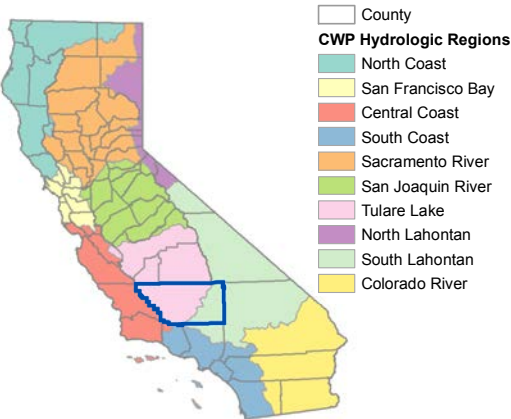 County
CWP Hydrologic Regions
North Coast
San Francisco Bay
Central Coast
South Coast
Sacramento River
San Joaquin River
Tulare Lake
North Lahontan
South Lahontan
Colorado River